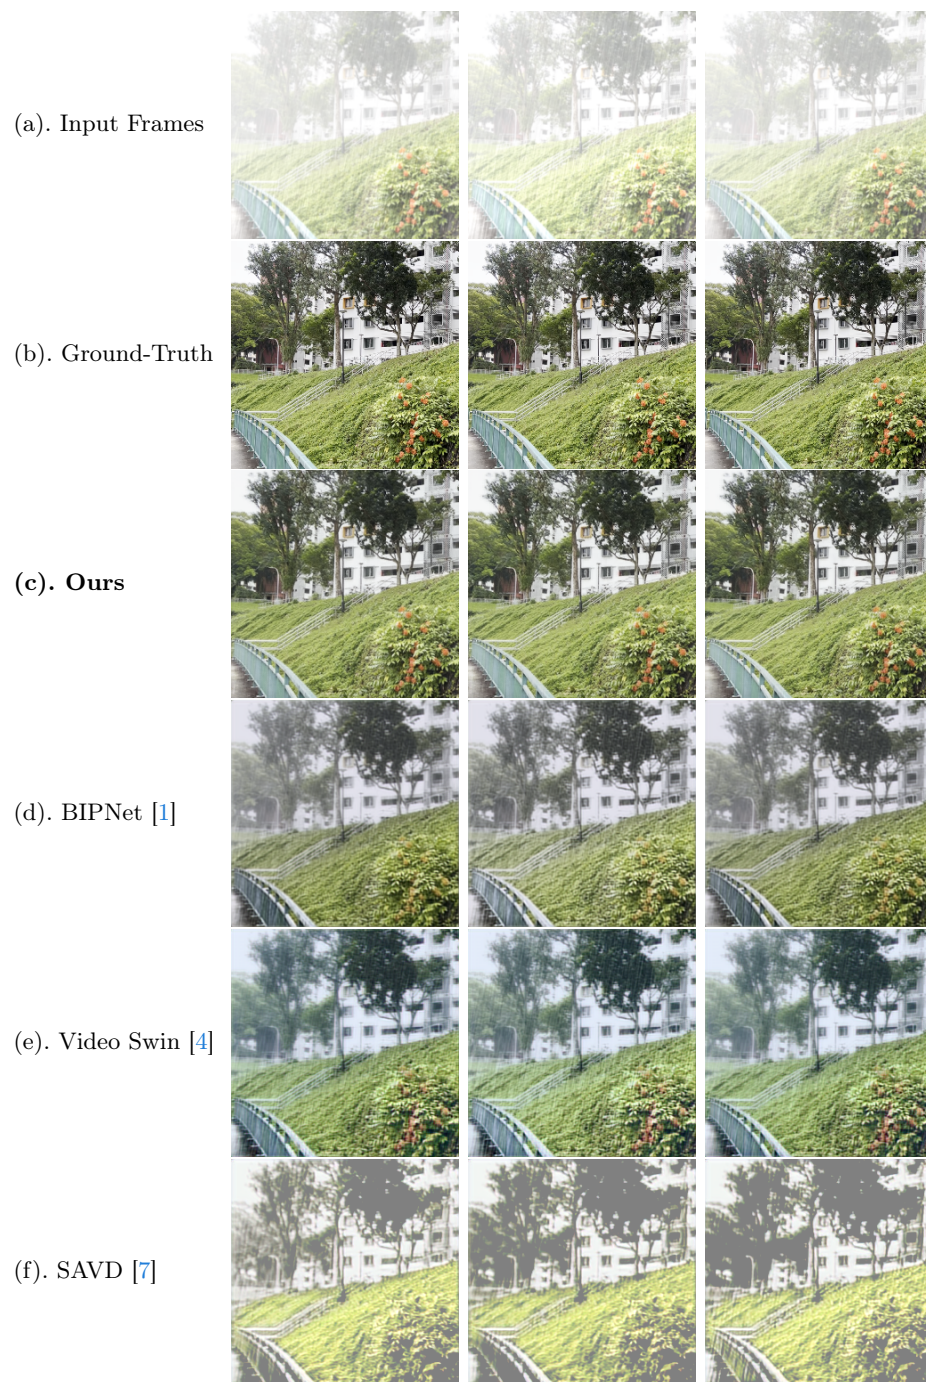 (a). Input Frames
(b). Ground-Truth
(c). Ours
(d). BIPNet [1]
(e). Video Swin [4]
(f). SAVD [7]